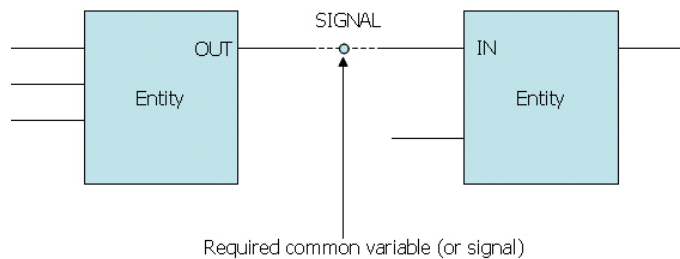 SIGNAL
OUT
IN
Entity
Entity
Required common variable (or signal)